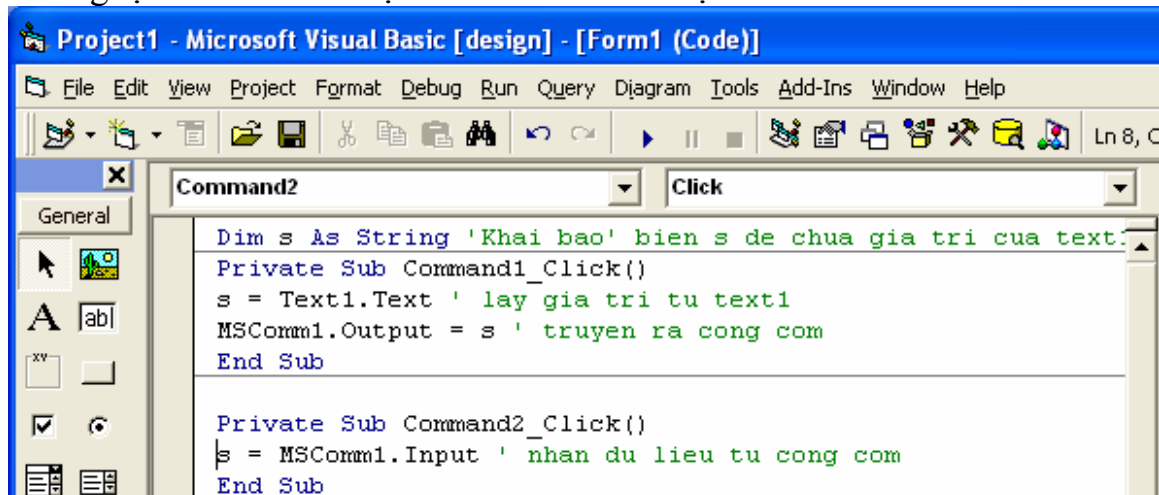 Project1 - Microsoft Visual Basic [design] - [Form1 (Code)]
File Edit View Project Format Debug Run Query Diagram Tools Add-Ins Window Help
Ln 8,
Command2 Click
General
Dim s As String 'Khai bao' bien s de chua gia tri cua
Private Sub Command1_Click()
s = Text1.Text ' lay gia tri tu text1
MSComm1.Output = s ' truyen ra cong com
End Sub
A ab|
xy
Private Sub Command2_Click()
s = MSComm1.Input ' nhan du lieu tu cong com
End Sub